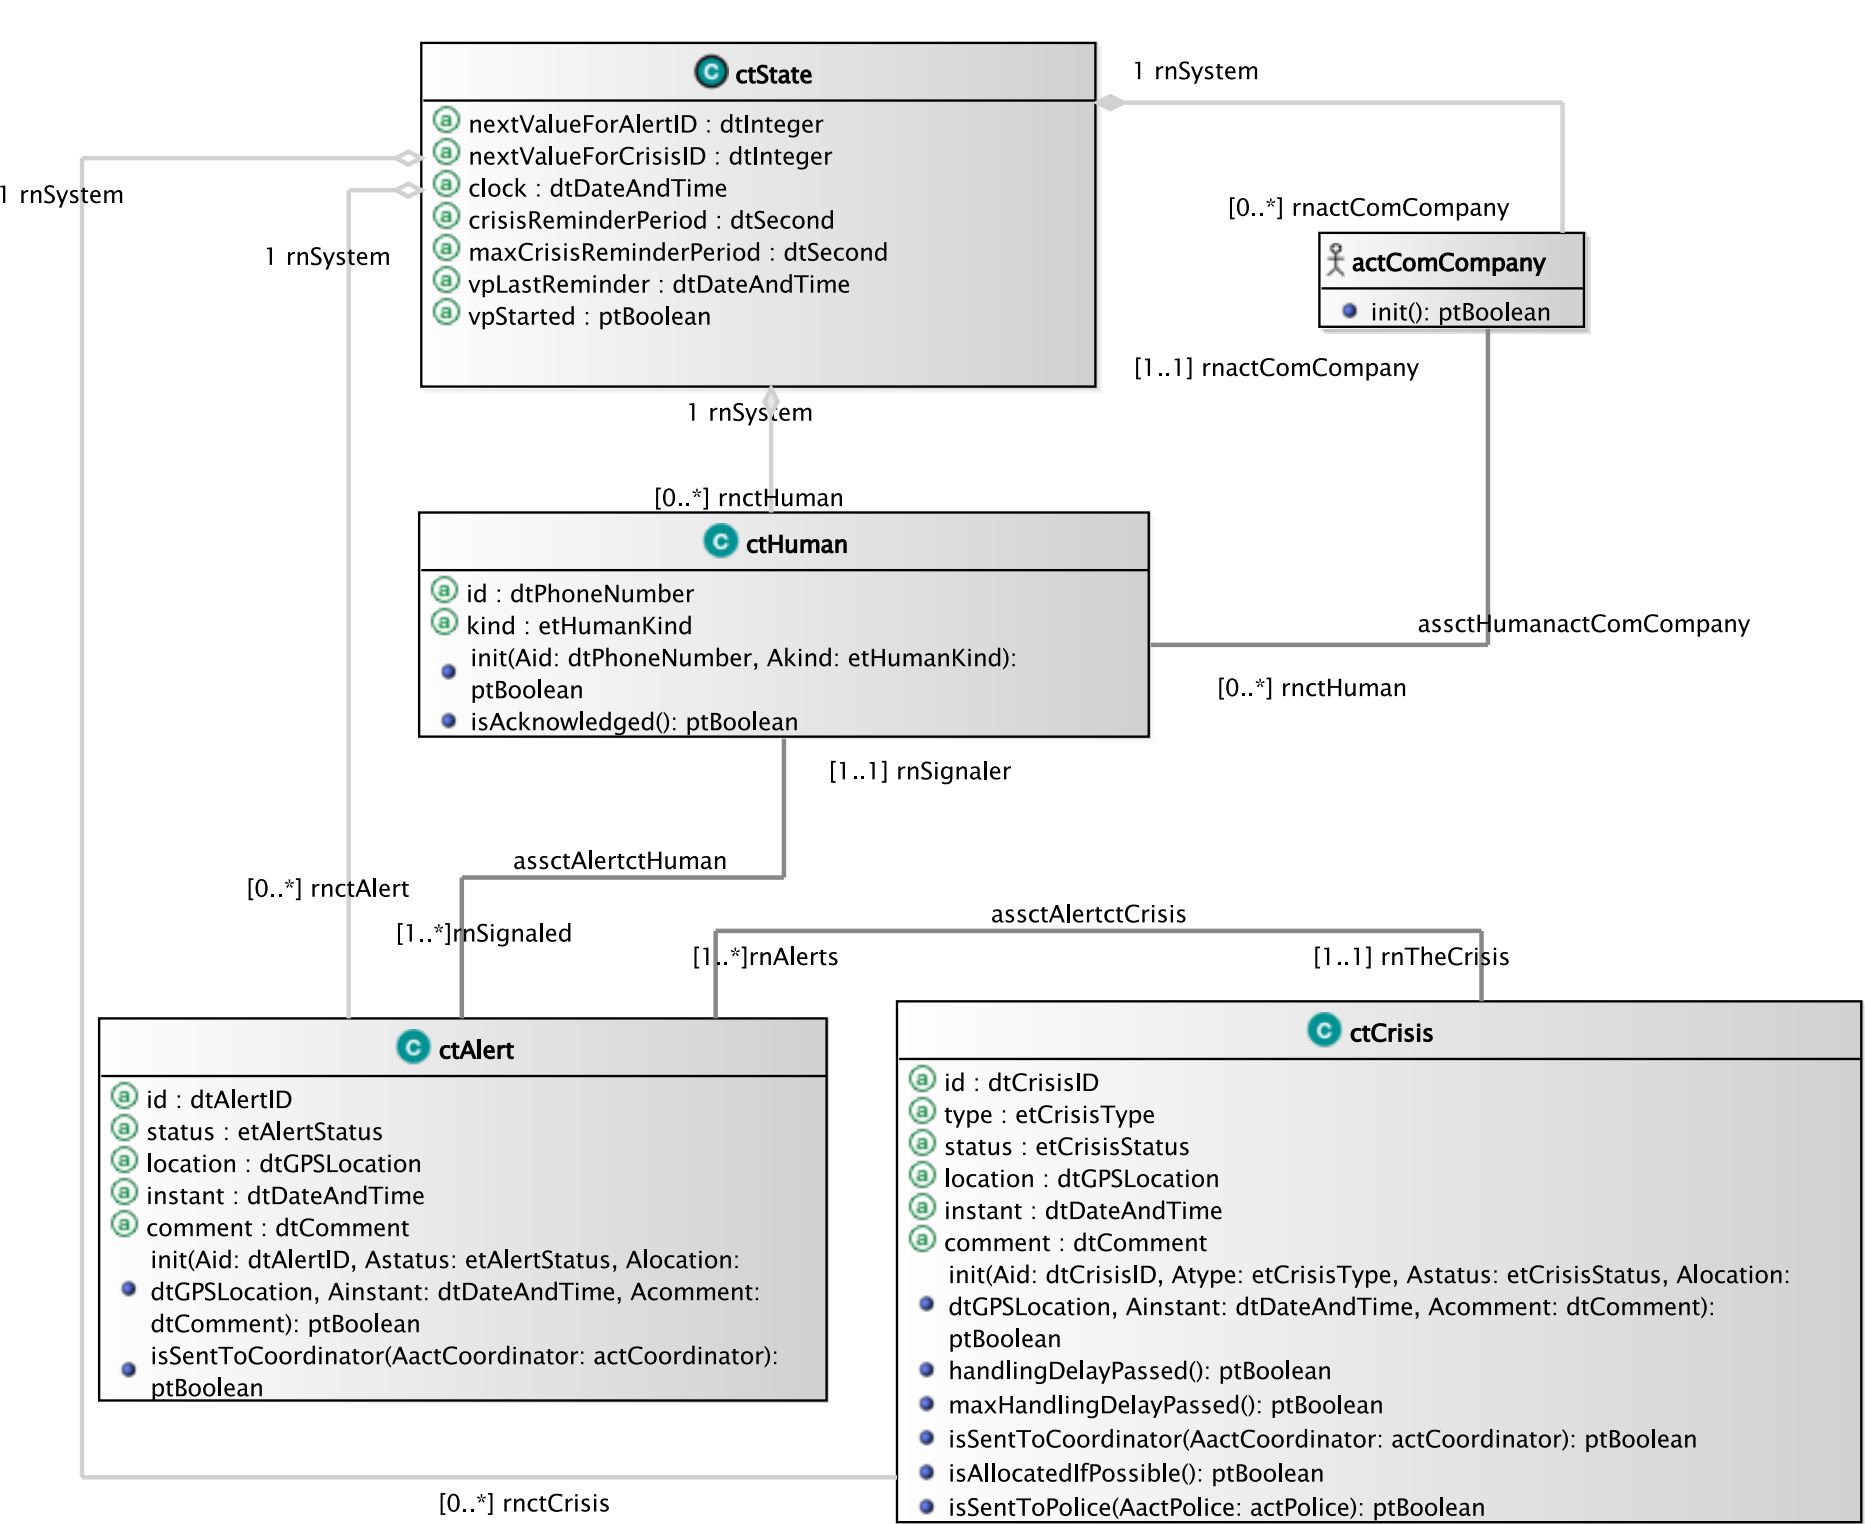 ctState
nextValueForAlertID : dtInteger
nextValueForCrisisID : dtInteger
clock : dtDateAndTime
crisisReminderPeriod : dtSecond
maxCrisisReminderPeriod : dtSecond
vpLastReminder : dtDateAndTime
vpStarted : ptBoolean
1 rnSystem
1 rnSystem
1 rnSystem
[0..*] rnactComCompany
actComCompany
init(): ptBoolean
[1..1] rnactComCompany
1 rnSystem
[0..*] rnctHuman
ctHuman
id : dtPhoneNumber
kind : etHumanKind
init(Aid: dtPhoneNumber, Akind: etHumanKind):
ptBoolean
isAcknowledged(): ptBoolean
assctHumanactComCompany
[0..*] rnctHuman
[1..1] rnSignaler
assctAlertctHuman
[0..*] rnctAlert
[1..*]rnSignaled
assctAlertctCrisis
[1..*]rnAlerts
[1..1] rnTheCrisis
ctAlert
id : dtAlertID
status : etAlertStatus
location : dtGPSLocation
instant : dtDateAndTime
comment : dtComment
init(Aid: dtAlertID, Astatus: etAlertStatus, Alocation:
dtGPSLocation, Ainstant: dtDateAndTime, Acomment:
dtComment): ptBoolean
isSentToCoordinator(AactCoordinator: actCoordinator):
ptBoolean
ctCrisis
id : dtCrisisID
type : etCrisisType
status : etCrisisStatus
location : dtGPSLocation
instant : dtDateAndTime
comment : dtComment
init(Aid: dtCrisisID, Atype: etCrisisType, Astatus: etCrisisStatus, Alocation:
dtGPSLocation, Ainstant: dtDateAndTime, Acomment: dtComment):
ptBoolean
handlingDelayPassed(): ptBoolean
maxHandlingDelayPassed(): ptBoolean
isSentToCoordinator(AactCoordinator: actCoordinator): ptBoolean
isAllocatedIfPossible(): ptBoolean
isSentToPolice(AactPolice: actPolice): ptBoolean
[0..*] rnctCrisis